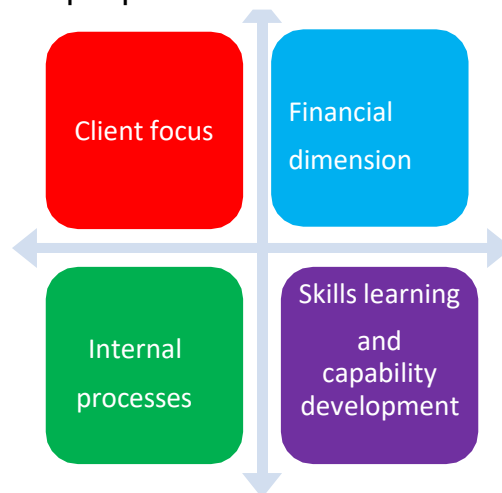 Client focus
Financial
dimension
Internal
processes
Skills learning
and
capability
development